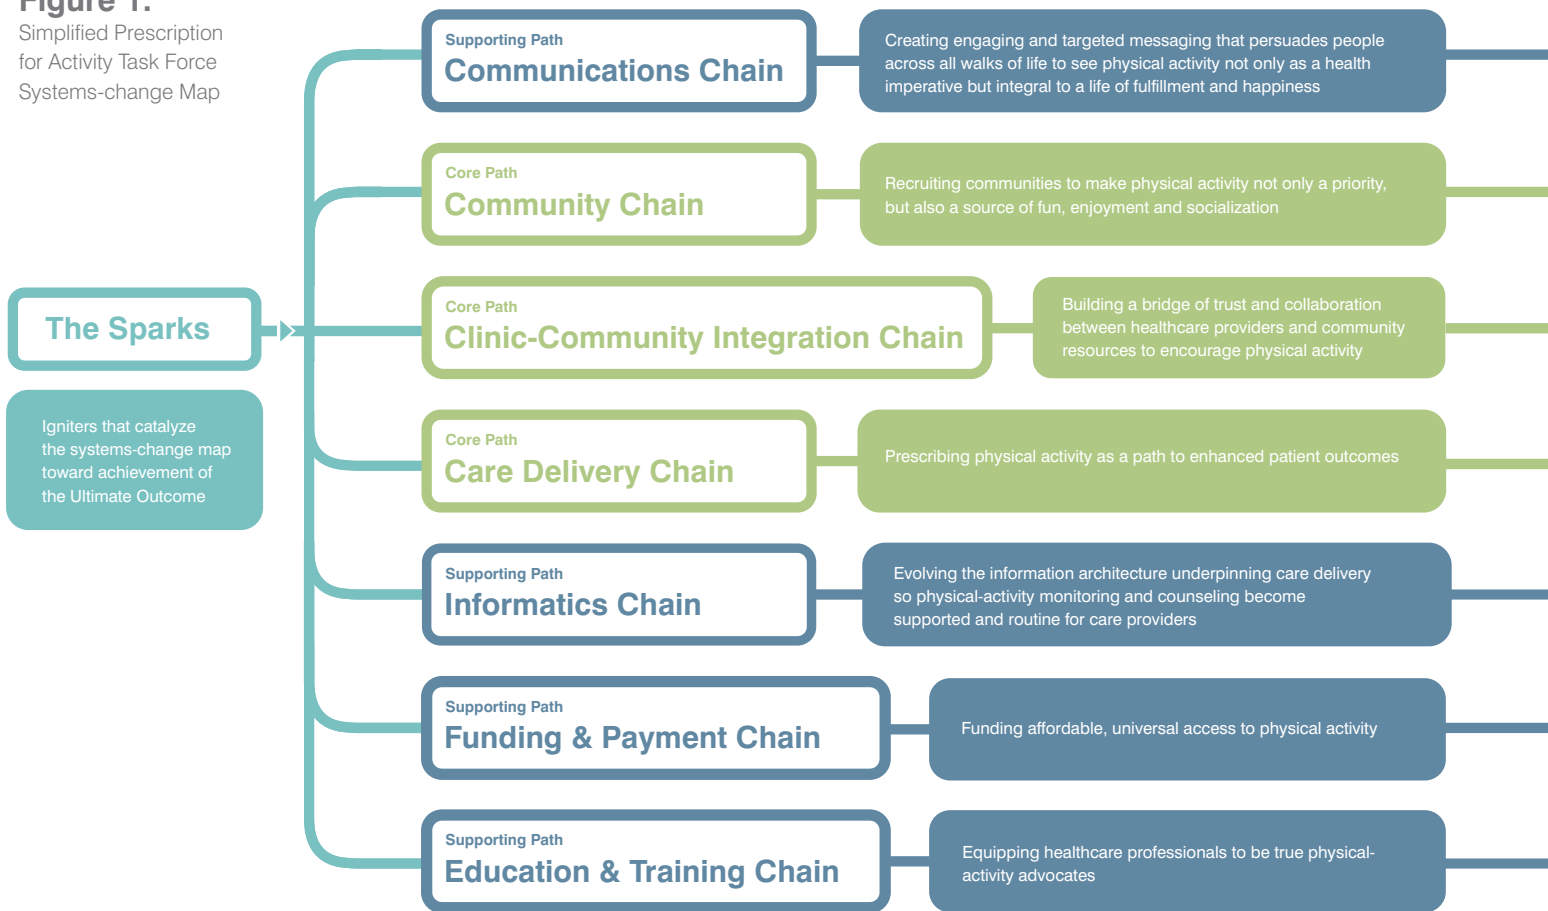 Figure 1.
Simplified Prescription
for Activity Task Force
Systems-change Map
The Sparks
Igniters that catalyze
the systems-change map
toward achievement of
the Ultimate Outcome
Supporting Path
Communications Chain
Creating engaging and targeted messaging that persuades people
across all walks of life to see physical activity not only as a health
imperative but integral to a life of fulfillment and happiness
Core Path
Community Chain
Recruiting communities to make physical activity not only a priority,
but also a source of fun, enjoyment and socialization
Core Path
Clinic-Community Integration Chain
Building a bridge of trust and collaboration
between healthcare providers and community
resources to encourage physical activity
Core Path
Care Delivery Chain
Prescribing physical activity as a path to enhanced patient outcomes
Supporting Path
Informatics Chain
Evolving the information architecture underpinning care delivery
so physical-activity monitoring and counseling become
supported and routine for care providers
Supporting Path
Funding & Payment Chain
Funding affordable, universal access to physical activity
Supporting Path
Education & Training Chain
Equipping healthcare professionals to be true physical-
activity advocates